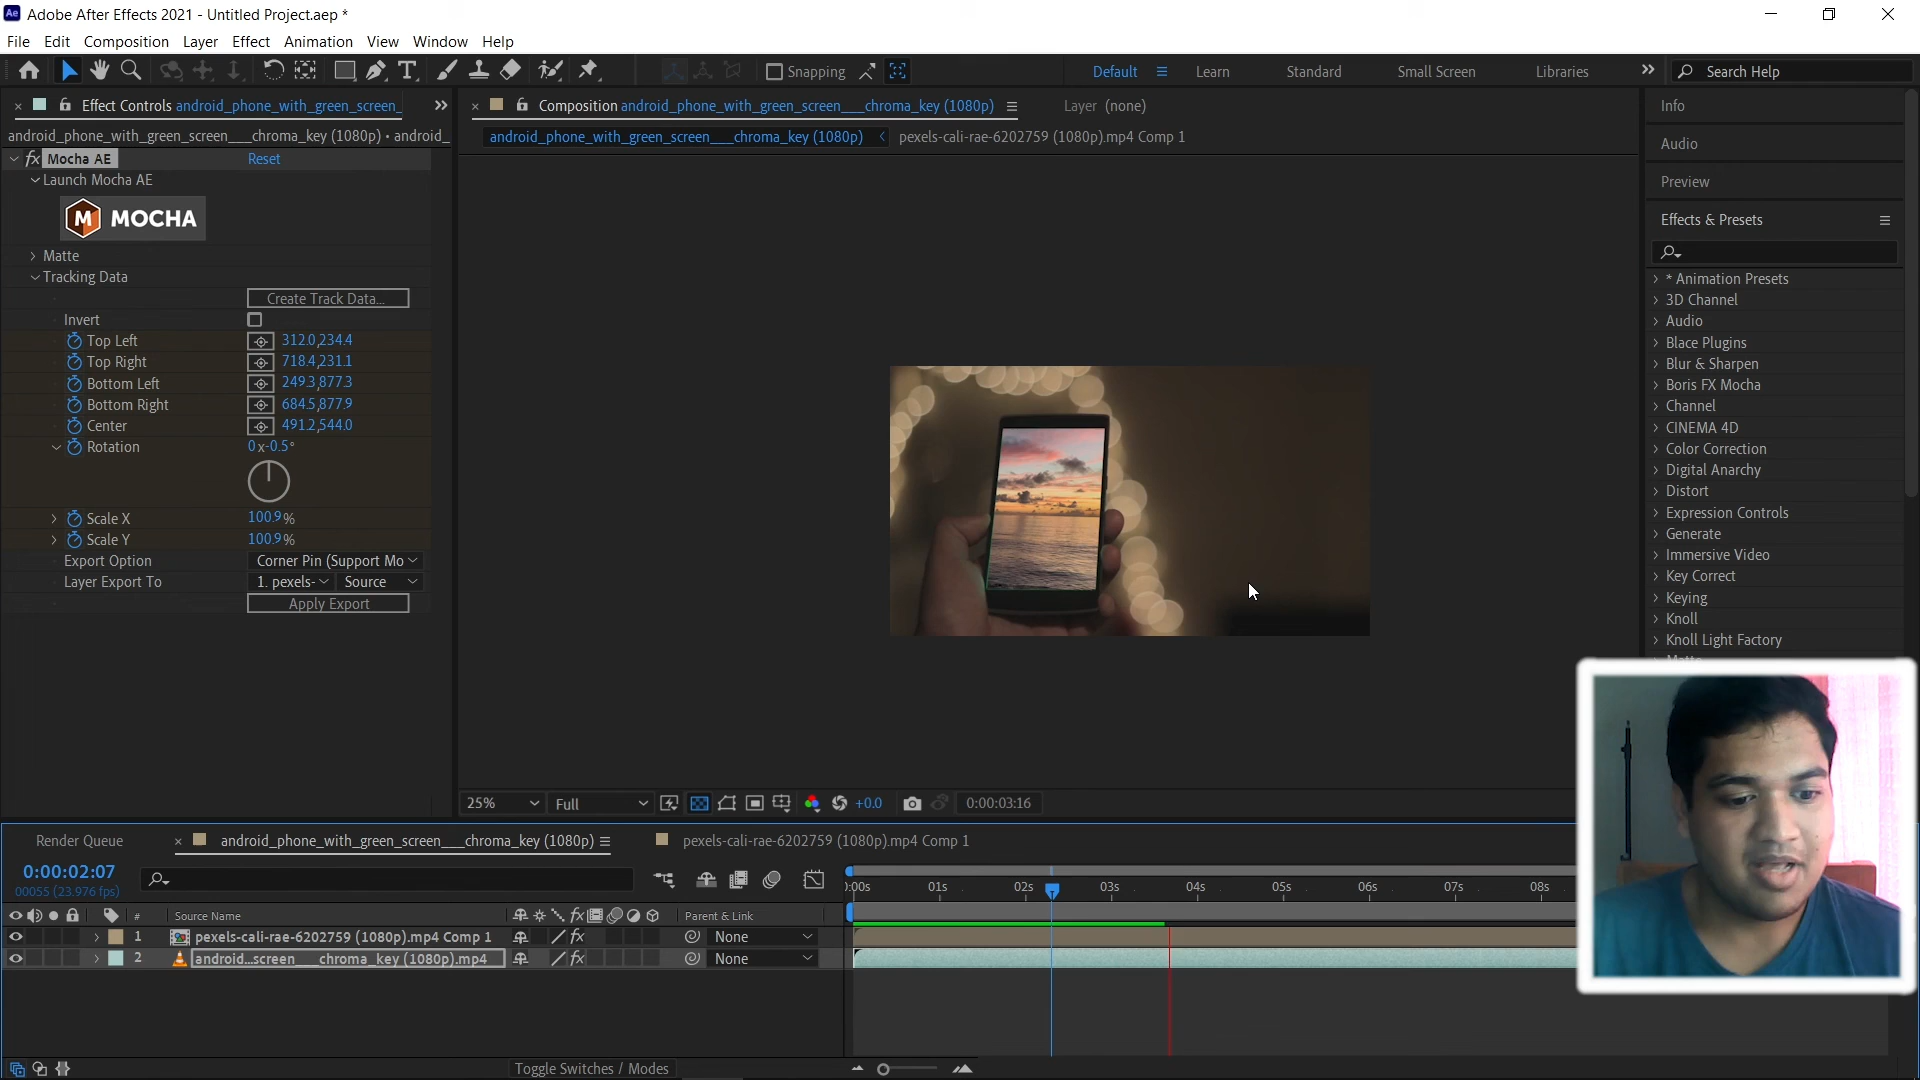 Ae Adobe After Effects 2021 - Untitled Project.aep *
File Edit Composition Layer Effect Animation View Window Help
Snapping Default Learn Standard Small Screen Libraries Search Help
Effect Controls android_phone_with_green_screen_
Composition android_phone_with_green_screen___chroma_key (1080p) Layer (none)
android_phone_with_green_screen___chroma_key (1080p) • android_
android_phone_with_green_screen___chroma_key (1080p) pexels-cali-rae-6202759 (1080p).mp4 Comp 1
fx Mocha AE Reset
Launch Mocha AE
M MOCHA
Matte
Tracking Data
Create Track Data...
Invert
Top Left 312.0,234.4
Top Right 718.4,231.1
Bottom Left 249.3,877.3
Bottom Right 684.5,877.9
Center 491.2,544.0
Rotation 0x-0.5°
Scale X 100.9%
Scale Y 100.9%
Export Option Corner Pin (Support Mo
Layer Export To 1. pexels- Source
Apply Export
Info
Audio
Preview
Effects & Presets
* Animation Presets
3D Channel
Audio
Blace Plugins
Blur & Sharpen
Boris FX Mocha
Channel
CINEMA 4D
Color Correction
Digital Anarchy
Distort
Expression Controls
Generate
Immersive Video
Key Correct
Keying
Knoll
Knoll Light Factory
25% Full +0.0 0:00:03:16
Render Queue android_phone_with_green_screen___chroma_key (1080p) pexels-cali-rae-6202759 (1080p).mp4 Comp 1
0:00:02:07
00055 (23.976 fps)
:00s 01s 02s 03s 04s 05s 06s 07s 08s
# Source Name fx Parent & Link
1 pexels-cali-rae-6202759 (1080p).mp4 Comp 1 fx None
2 android...screen___chroma_key (1080p).mp4 fx None
Toggle Switches / Modes